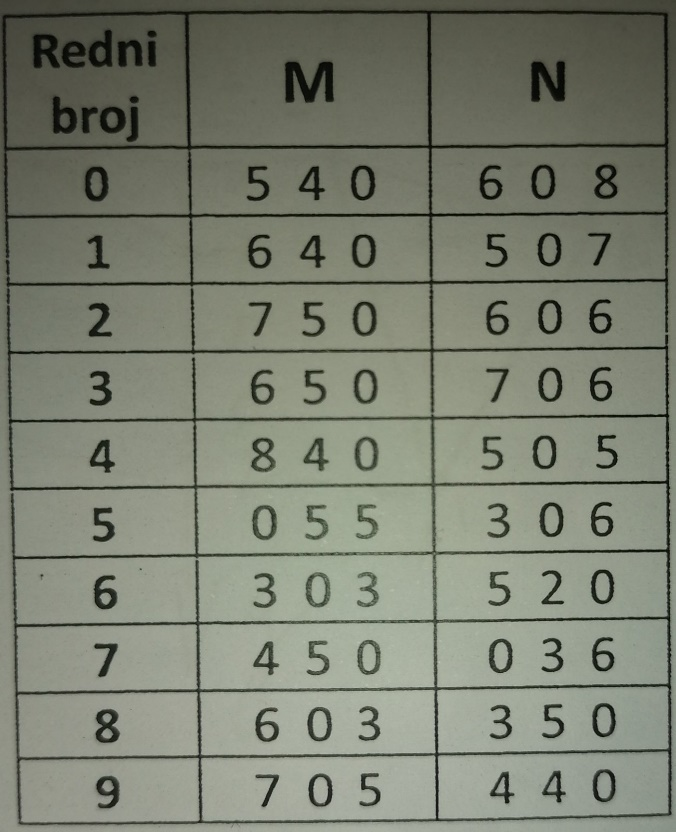 Redni broj M N
0 5 4 0 6 0 8
1 6 4 0 5 0 7
2 7 5 0 6 0 6
3 6 5 0 7 0 6
4 8 4 0 5 0 5
5 0 5 5 3 0 6
6 3 0 3 5 2 0
7 4 5 0 0 3 6
8 6 0 3 3 5 0
9 7 0 5 4 4 0